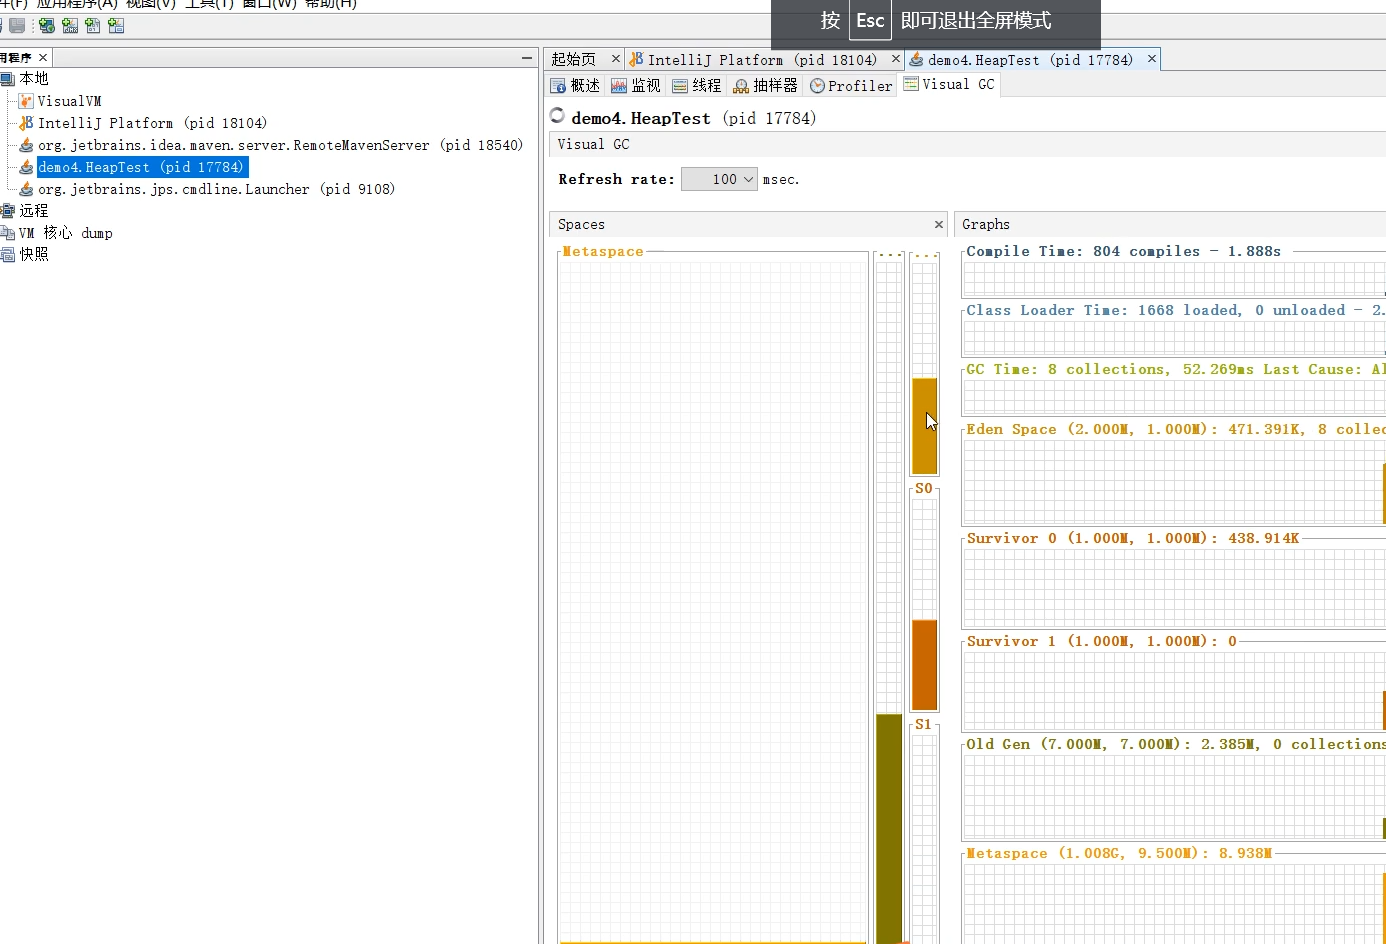 件(F) 应用程序(A) 视图(V) 工具(T) 窗口(W) 帮助(H)
按 Esc 即可退出全屏模式
用程序 ×
本地
VisualVM
IntelliJ Platform (pid 18104)
org.jetbrains.idea.maven.server.RemoteMavenServer (pid 18540)
demo4.HeapTest (pid 17784)
org.jetbrains.jps.cmdline.Launcher (pid 9108)
远程
VM 核心 dump
快照
起始页 × IntelliJ Platform (pid 18104) × demo4.HeapTest (pid 17784) ×
概述 监视 线程 抽样器 Profiler Visual GC
demo4.HeapTest (pid 17784)
Visual GC
Refresh rate: 100 msec.
Spaces ×
Metaspace
...
...
S0
S1
Graphs
Compile Time: 804 compiles - 1.888s
Class Loader Time: 1668 loaded, 0 unloaded - 2.
GC Time: 8 collections, 52.269ms Last Cause: Al
Eden Space (2.000M, 1.000M): 471.391K, 8 collec
Survivor 0 (1.000M, 1.000M): 438.914K
Survivor 1 (1.000M, 1.000M): 0
Old Gen (7.000M, 7.000M): 2.385M, 0 collections
Metaspace (1.008G, 9.500M): 8.938M